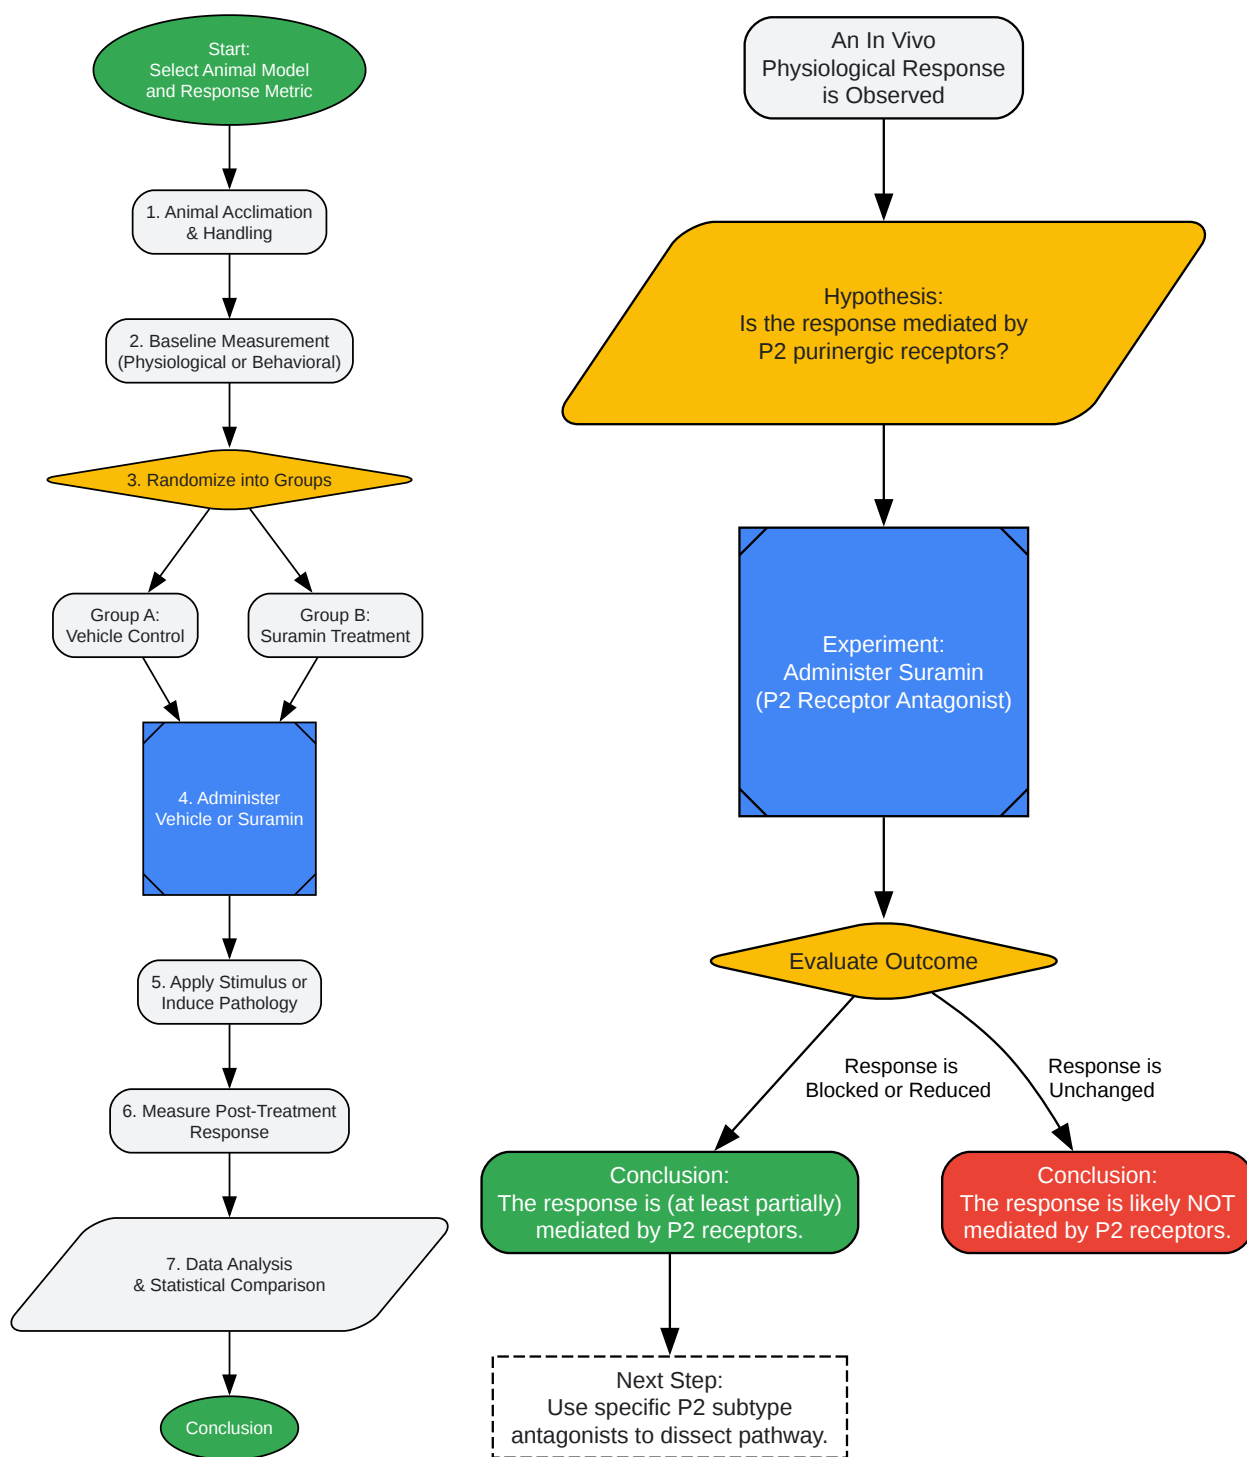 Start:
Select Animal Model
and Response Metric
1. Animal Acclimation
& Handling
2. Baseline Measurement
(Physiological or Behavioral)
3. Randomize into Groups
Group A:
Vehicle Control
Group B:
Suramin Treatment
4. Administer
Vehicle or Suramin
5. Apply Stimulus or
Induce Pathology
6. Measure Post-Treatment
Response
7. Data Analysis
& Statistical Comparison
Conclusion
An In Vivo
Physiological Response
is Observed
Hypothesis:
Is the response mediated by
P2 purinergic receptors?
Experiment:
Administer Suramin
(P2 Receptor Antagonist)
Evaluate Outcome
Response is
Blocked or Reduced
Response is
Unchanged
Conclusion:
The response is (at least partially)
mediated by P2 receptors.
Conclusion:
The response is likely NOT
mediated by P2 receptors.
Next Step:
Use specific P2 subtype
antagonists to dissect pathway.